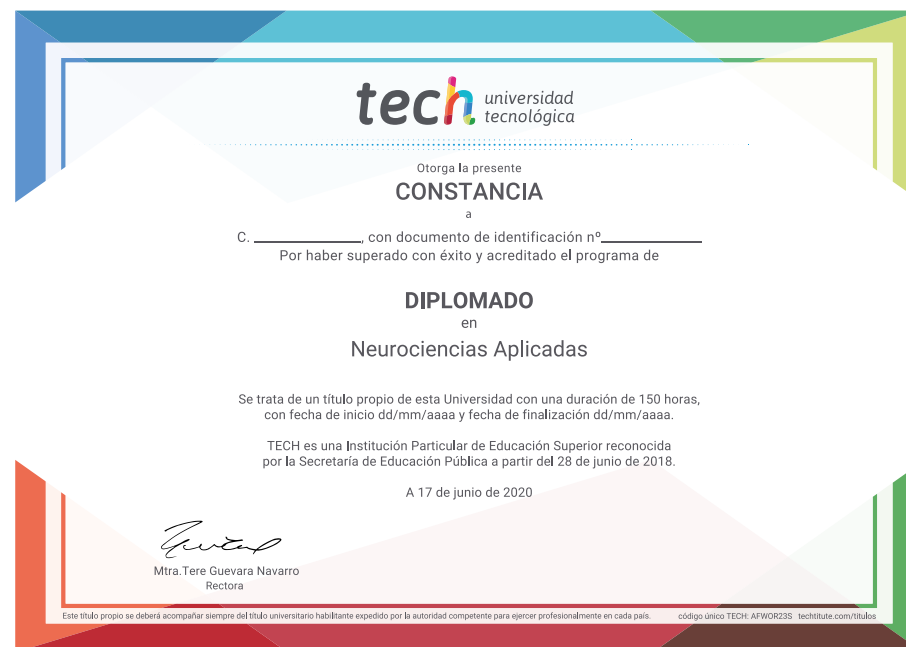 tech universidad
tecnológica
Otorga la presente
CONSTANCIA
a
C. ____________, con documento de identificación nº____________
Por haber superado con éxito y acreditado el programa de
DIPLOMADO
en
Neurociencias Aplicadas
Se trata de un título propio de esta Universidad con una duración de 150 horas,
con fecha de inicio dd/mm/aaaa y fecha de finalización dd/mm/aaaa.
TECH es una Institución Particular de Educación Superior reconocida
por la Secretaría de Educación Pública a partir del 28 de junio de 2018.
A 17 de junio de 2020
Mtra.Tere Guevara Navarro
Rectora
Este título propio se deberá acompañar siempre del título universitario habilitante expedido por la autoridad competente para ejercer profesionalmente en cada país. código único TECH: AFWOR23S techtitute.com/titulos